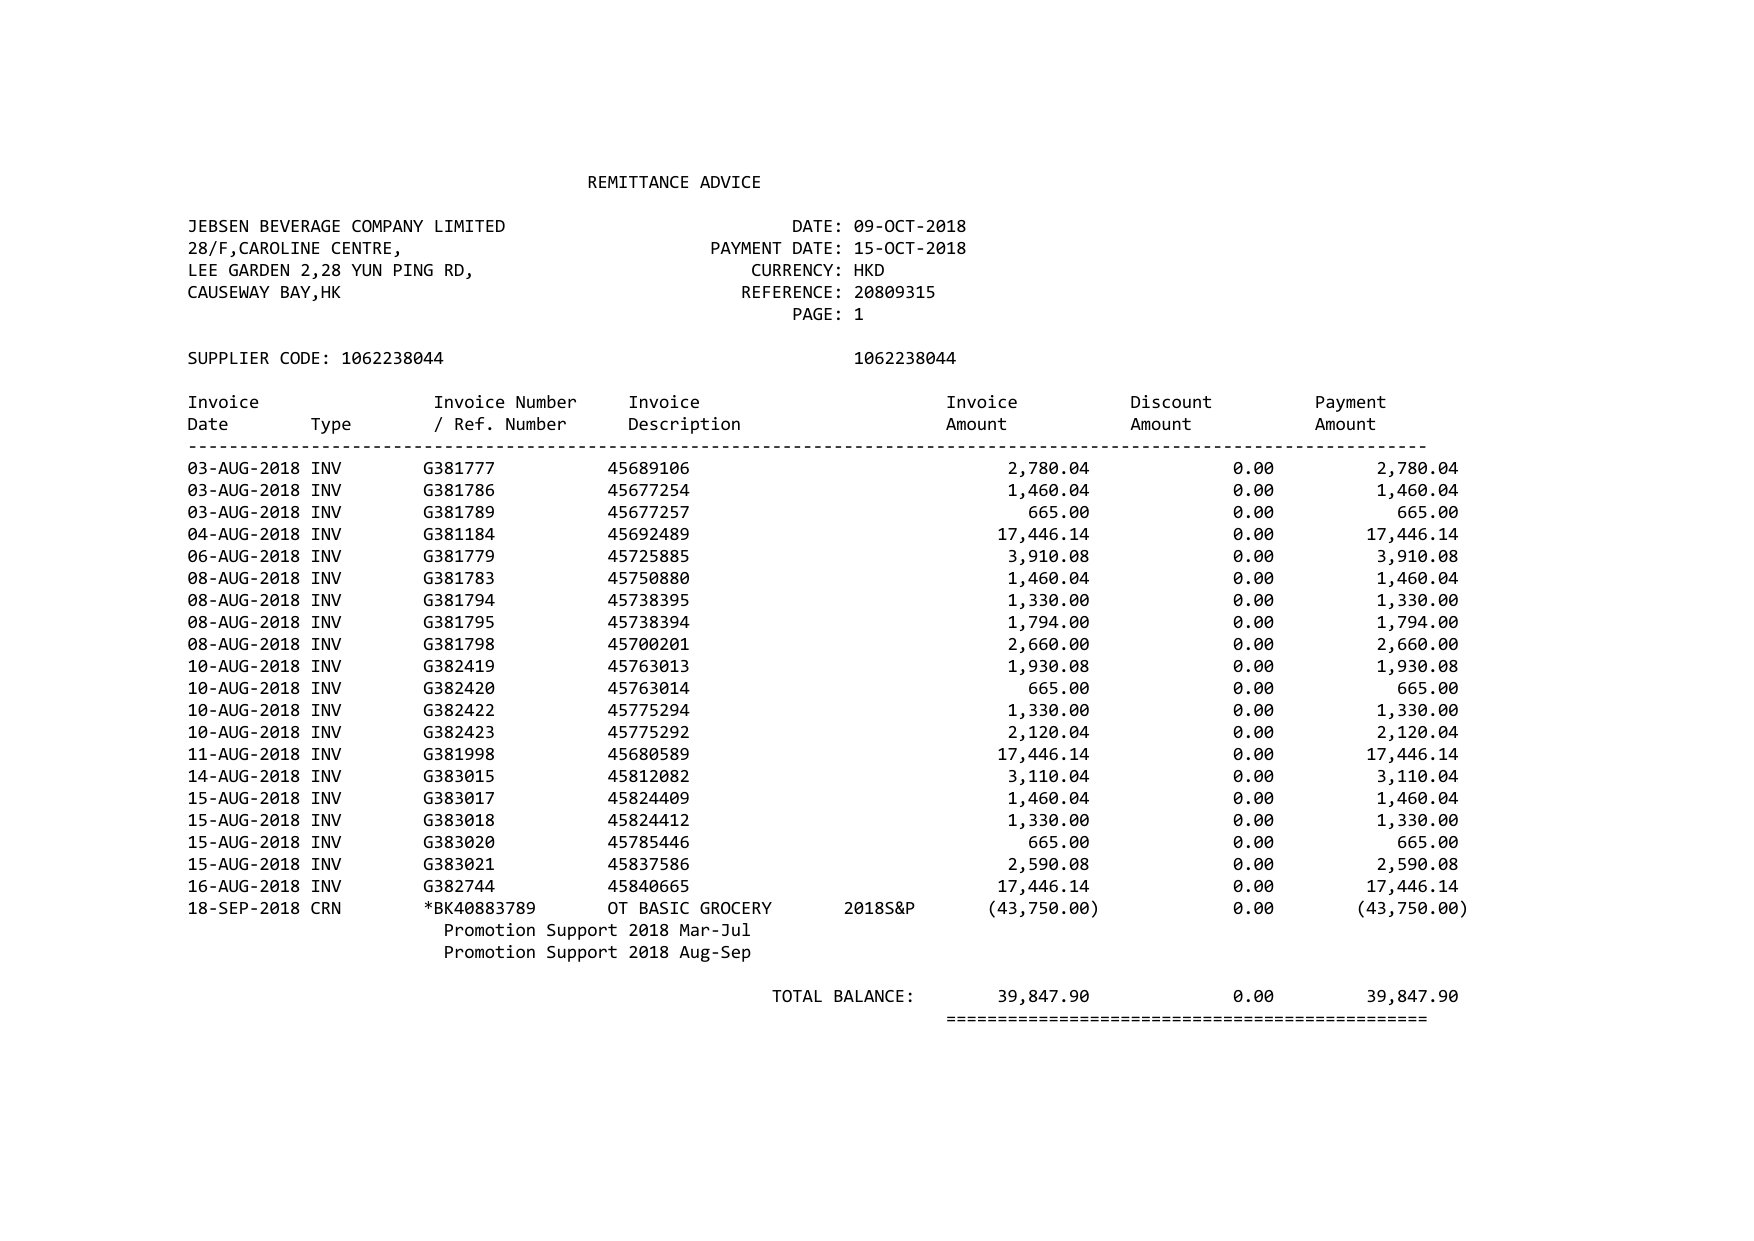 REMITTANCE ADVICE
JEBSEN BEVERAGE COMPANY LIMITED DATE: 09-OCT-2018
28/F,CAROLINE CENTRE, PAYMENT DATE: 15-OCT-2018
LEE GARDEN 2,28 YUN PING RD, CURRENCY: HKD
CAUSEWAY BAY,HK REFERENCE: 20809315
PAGE: 1
SUPPLIER CODE: 1062238044 1062238044
Invoice Invoice Number Invoice Invoice Discount Payment
Date Type / Ref. Number Description Amount Amount Amount
03-AUG-2018 INV G381777 45689106 2,780.04 0.00 2,780.04
03-AUG-2018 INV G381786 45677254 1,460.04 0.00 1,460.04
03-AUG-2018 INV G381789 45677257 665.00 0.00 665.00
04-AUG-2018 INV G381184 45692489 17,446.14 0.00 17,446.14
06-AUG-2018 INV G381779 45725885 3,910.08 0.00 3,910.08
08-AUG-2018 INV G381783 45750880 1,460.04 0.00 1,460.04
08-AUG-2018 INV G381794 45738395 1,330.00 0.00 1,330.00
08-AUG-2018 INV G381795 45738394 1,794.00 0.00 1,794.00
08-AUG-2018 INV G381798 45700201 2,660.00 0.00 2,660.00
10-AUG-2018 INV G382419 45763013 1,930.08 0.00 1,930.08
10-AUG-2018 INV G382420 45763014 665.00 0.00 665.00
10-AUG-2018 INV G382422 45775294 1,330.00 0.00 1,330.00
10-AUG-2018 INV G382423 45775292 2,120.04 0.00 2,120.04
11-AUG-2018 INV G381998 45680589 17,446.14 0.00 17,446.14
14-AUG-2018 INV G383015 45812082 3,110.04 0.00 3,110.04
15-AUG-2018 INV G383017 45824409 1,460.04 0.00 1,460.04
15-AUG-2018 INV G383018 45824412 1,330.00 0.00 1,330.00
15-AUG-2018 INV G383020 45785446 665.00 0.00 665.00
15-AUG-2018 INV G383021 45837586 2,590.08 0.00 2,590.08
16-AUG-2018 INV G382744 45840665 17,446.14 0.00 17,446.14
18-SEP-2018 CRN *BK40883789 OT BASIC GROCERY 2018S&P (43,750.00) 0.00 (43,750.00)
Promotion Support 2018 Mar-Jul
Promotion Support 2018 Aug-Sep
TOTAL BALANCE: 39,847.90 0.00 39,847.90